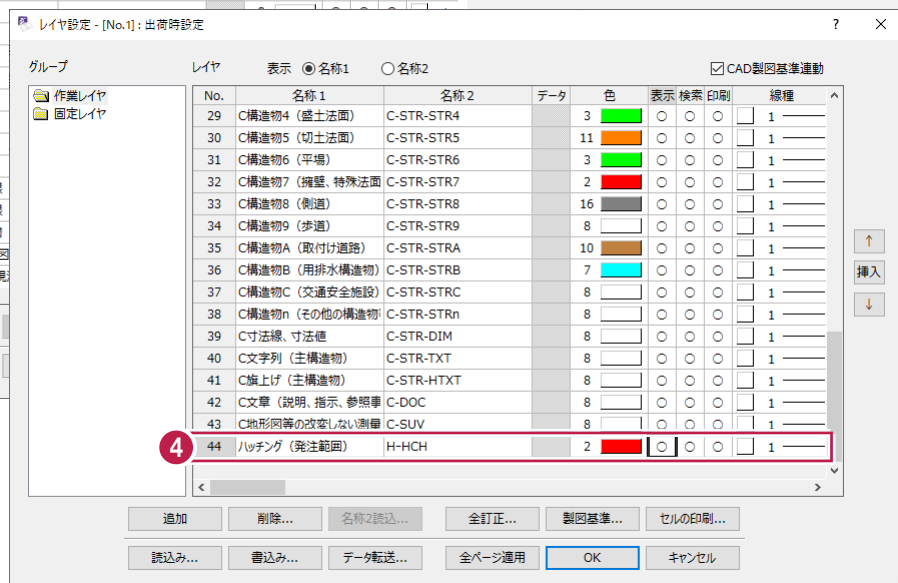 レイヤ設定 - [No.1] : 出荷時設定 ?
グループ
作業レイヤ
固定レイヤ
レイヤ 表示 名称1 名称2 CAD製図基準連動
No. 名称1 名称2 データ 色 表示 検索 印刷 線種
29 C構造物4（盛土法面） C-STR-STR4 3 ○ ○ ○ 1
30 C構造物5（切土法面） C-STR-STR5 11 ○ ○ ○ 1
31 C構造物6（平場） C-STR-STR6 3 ○ ○ ○ 1
32 C構造物7（擁壁、特殊法面 C-STR-STR7 2 ○ ○ ○ 1
33 C構造物8（側道） C-STR-STR8 16 ○ ○ ○ 1
34 C構造物9（歩道） C-STR-STR9 8 ○ ○ ○ 1
35 C構造物A（取付け道路） C-STR-STRA 10 ○ ○ ○ 1
36 C構造物B（用排水構造物） C-STR-STRB 7 ○ ○ ○ 1
37 C構造物C（交通安全施設） C-STR-STRC 8 ○ ○ ○ 1
38 C構造物n（その他の構造物 C-STR-STRn 8 ○ ○ ○ 1
39 C寸法線、寸法値 C-STR-DIM 8 ○ ○ ○ 1
40 C文字列（主構造物） C-STR-TXT 8 ○ ○ ○ 1
41 C旗上げ（主構造物） C-STR-HTXT 8 ○ ○ ○ 1
42 C文章（説明、指示、参照事 C-DOC 8 ○ ○ ○ 1
43 C地形図等の改変しない測量 C-SUV 8 ○ ○ ○ 1
4 44 ハッチング（発注範囲） H-HCH 2 ○ ○ ○ 1
↑
挿入
↓
追加 削除... 名称2読込... 全訂正... 製図基準... セルの印刷...
読込み... 書込み... データ転送... 全ページ適用 OK キャンセル